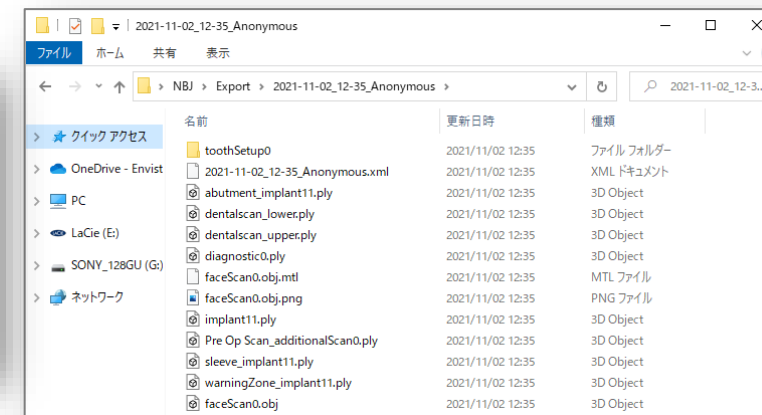 2021-11-02_12-35_Anonymous
ファイル ホーム 共有 表示
NBJ › Export › 2021-11-02_12-35_Anonymous › 2021-11-02_12-3...
名前 更新日時 種類
クイック アクセス
OneDrive - Envist
PC
LaCie (E:)
SONY_128GU (G:)
ネットワーク
toothSetup0 2021/11/02 12:35 ファイル フォルダー
2021-11-02_12-35_Anonymous.xml 2021/11/02 12:35 XML ドキュメント
abutment_implant11.ply 2021/11/02 12:35 3D Object
dentalscan_lower.ply 2021/11/02 12:35 3D Object
dentalscan_upper.ply 2021/11/02 12:35 3D Object
diagnostic0.ply 2021/11/02 12:35 3D Object
faceScan0.obj.mtl 2021/11/02 12:35 MTL ファイル
faceScan0.obj.png 2021/11/02 12:35 PNG ファイル
implant11.ply 2021/11/02 12:35 3D Object
Pre Op Scan_additionalScan0.ply 2021/11/02 12:35 3D Object
sleeve_implant11.ply 2021/11/02 12:35 3D Object
warningZone_implant11.ply 2021/11/02 12:35 3D Object
faceScan0.obj 2021/11/02 12:35 3D Object